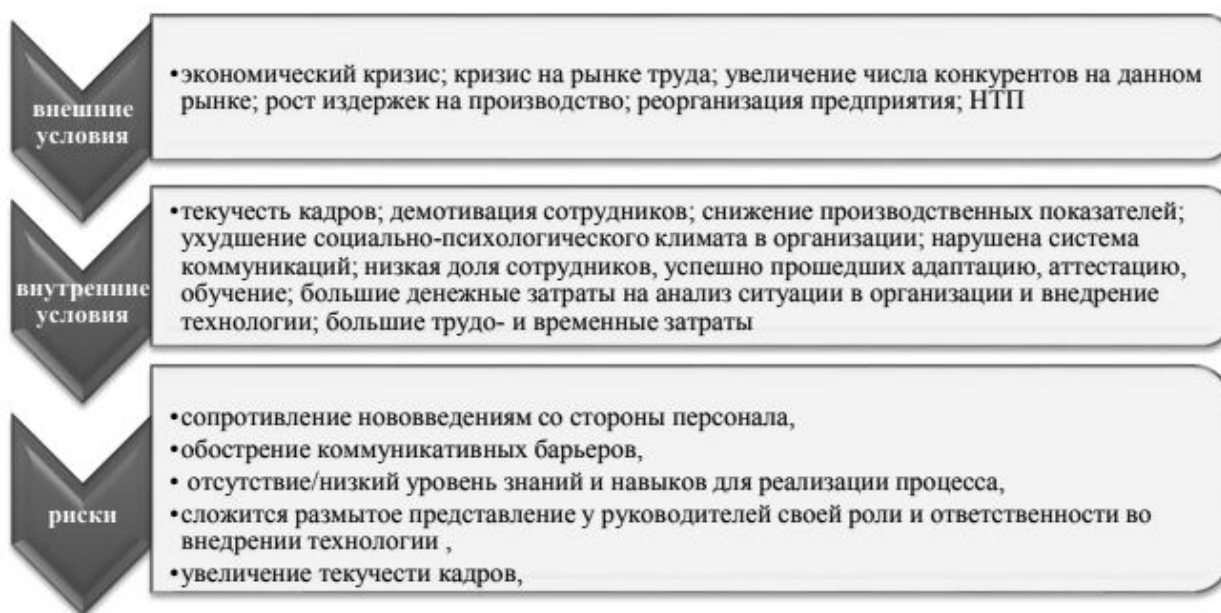 внешние
условия
•экономический кризис; кризис на рынке труда; увеличение числа конкурентов на данном
рынке; рост издержек на производство; реорганизация предприятия; НТП
внутренние
условия
•текучесть кадров; демотивация сотрудников; снижение производственных показателей;
ухудшение социально-психологического климата в организации; нарушена система
коммуникаций; низкая доля сотрудников, успешно прошедших адаптацию, аттестацию,
обучение; большие денежные затраты на анализ ситуации в организации и внедрение
технологии; большие трудо- и временные затраты
риски
•сопротивление нововведениям со стороны персонала,
•обострение коммуникативных барьеров,
• отсутствие/низкий уровень знаний и навыков для реализации процесса,
•сложится размытое представление у руководителей своей роли и ответственности во
внедрении технологии ,
•увеличение текучести кадров,